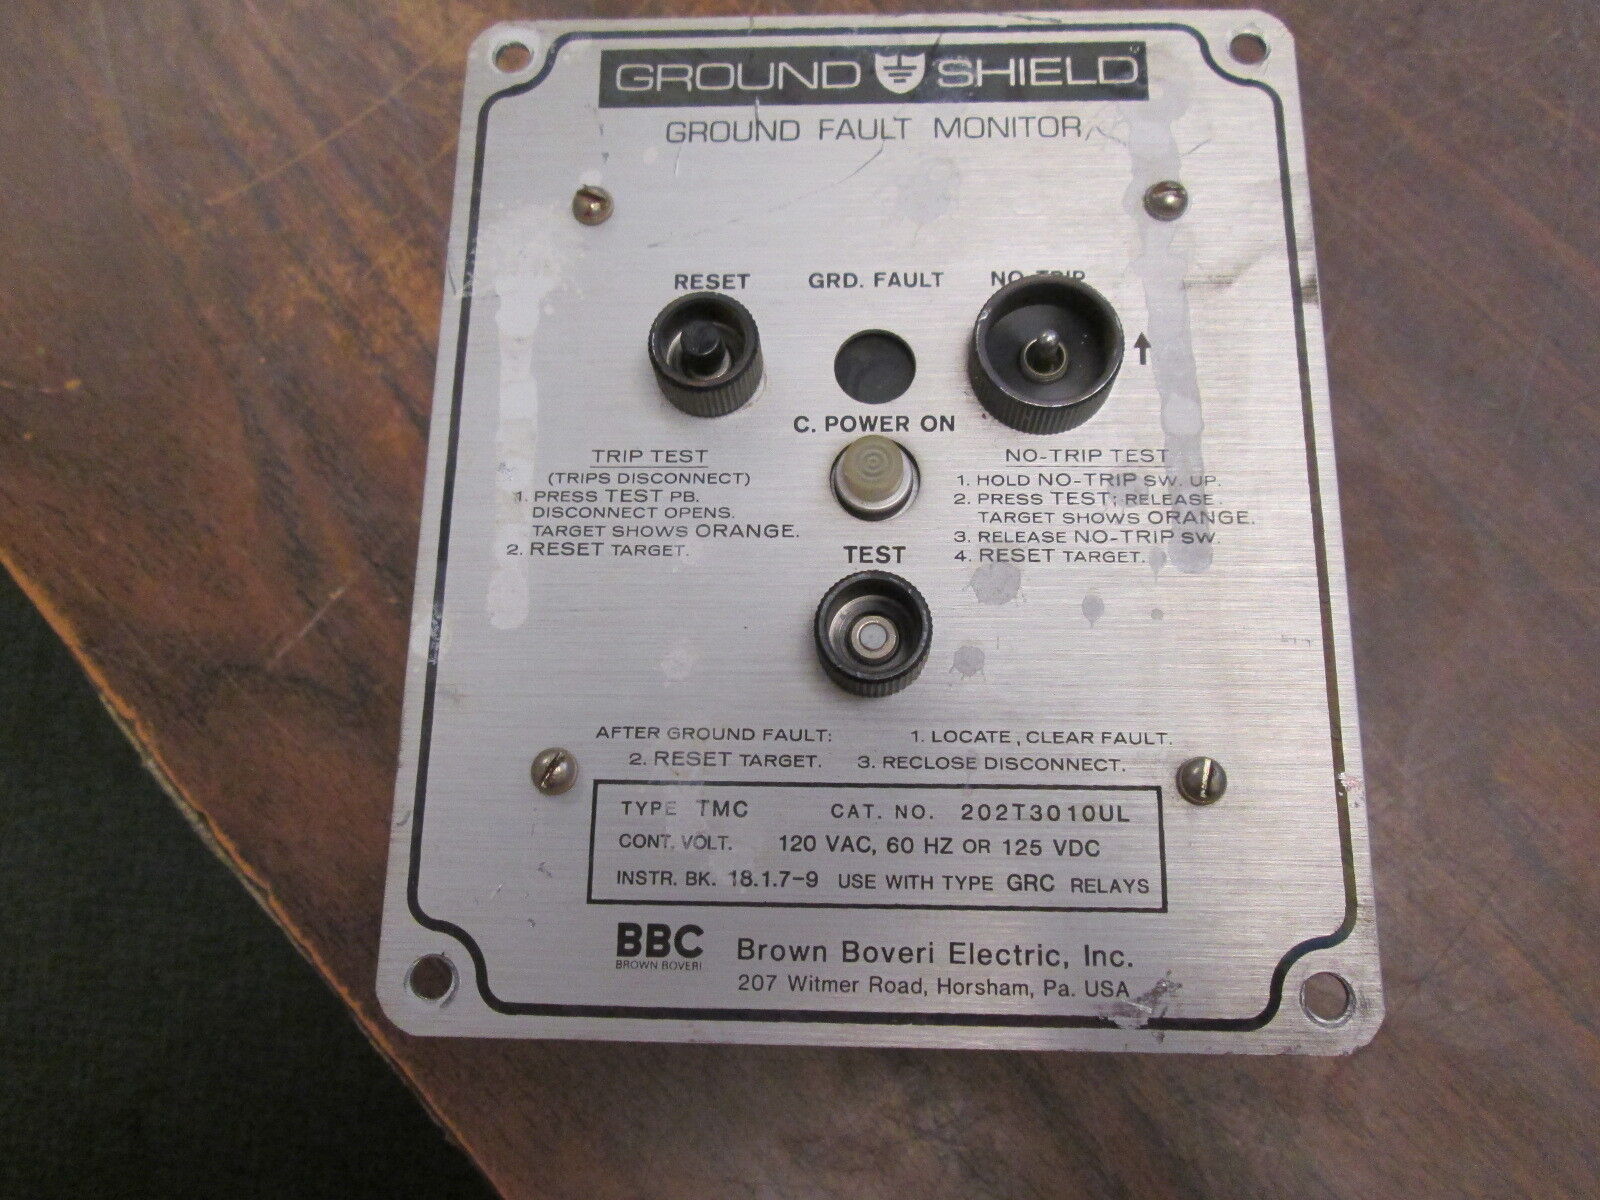 GROUND SHIELD
GROUND FAULT MONITOR
RESET
GRD. FAULT
NO-TRIP
C. POWER ON
TRIP TEST
(TRIPS DISCONNECT)
1. PRESS TEST PB.
DISCONNECT OPENS.
TARGET SHOWS ORANGE.
2. RESET TARGET.
NO-TRIP TEST
1. HOLD NO-TRIP SW. UP.
2. PRESS TEST; RELEASE.
TARGET SHOWS ORANGE.
3. RELEASE NO-TRIP SW.
4. RESET TARGET.
TEST
AFTER GROUND FAULT: 1. LOCATE, CLEAR FAULT.
2. RESET TARGET. 3. RECLOSE DISCONNECT.
TYPE TMC CAT. NO. 202T3010UL
CONT. VOLT. 120 VAC, 60 HZ OR 125 VDC
INSTR. BK. 18.1.7-9 USE WITH TYPE GRC RELAYS
BBC Brown Boveri Electric, Inc.
BROWN BOVERI
207 Witmer Road, Horsham, Pa. USA